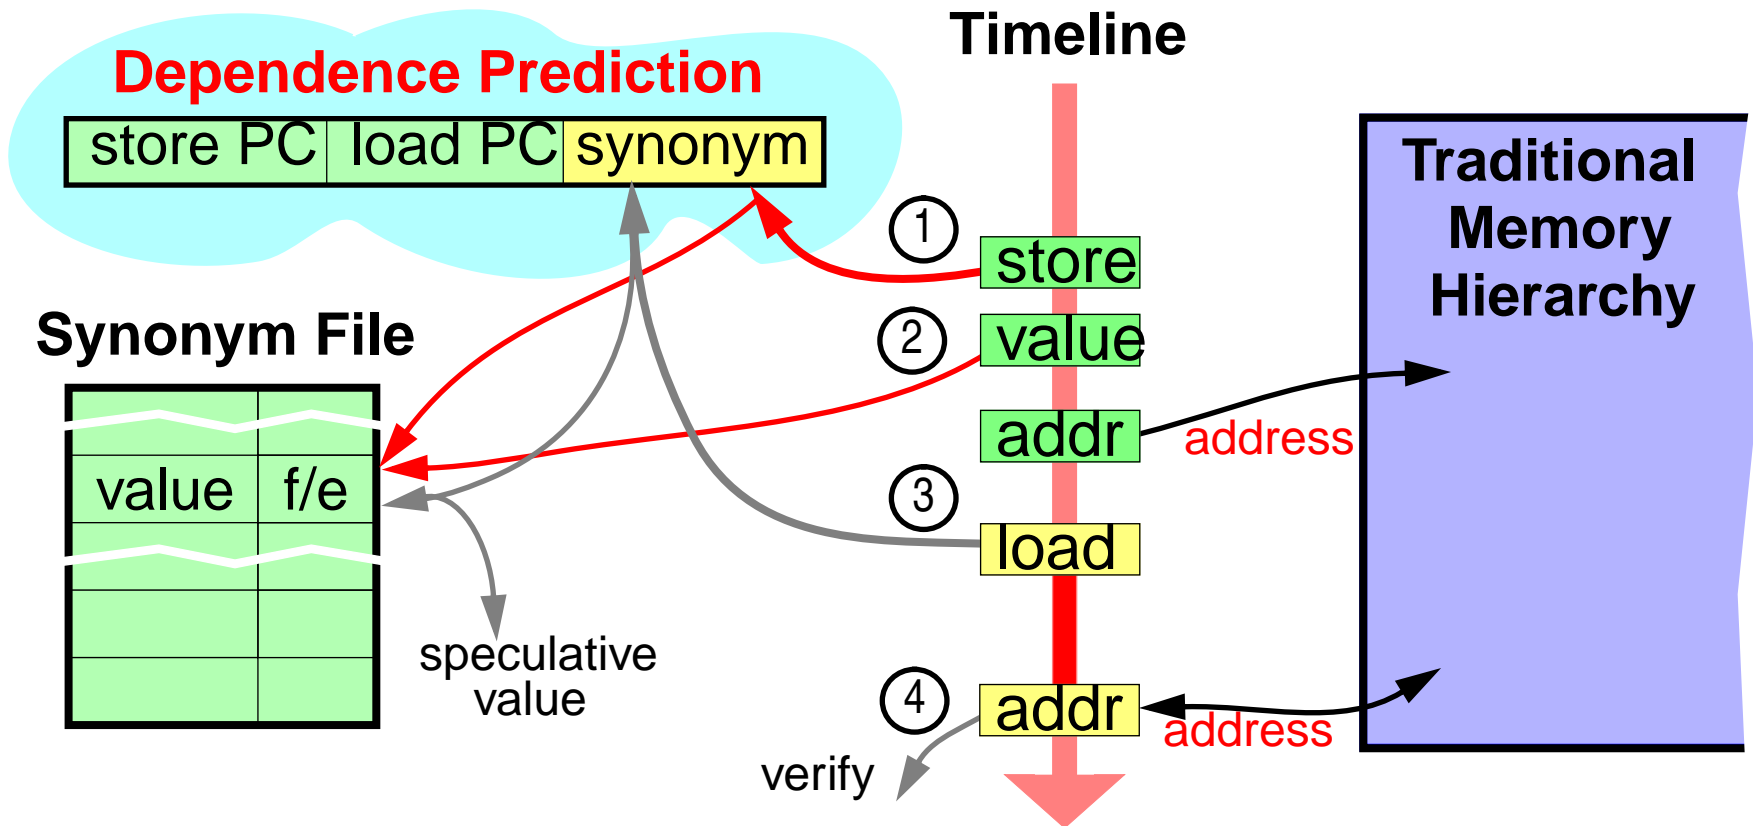 Timeline
Dependence Prediction
store PC load PC synonym
Traditional
Memory
Hierarchy
1
store
Synonym File
2
value
addr
address
value f/e
3
load
speculative
value
4
addr
address
verify